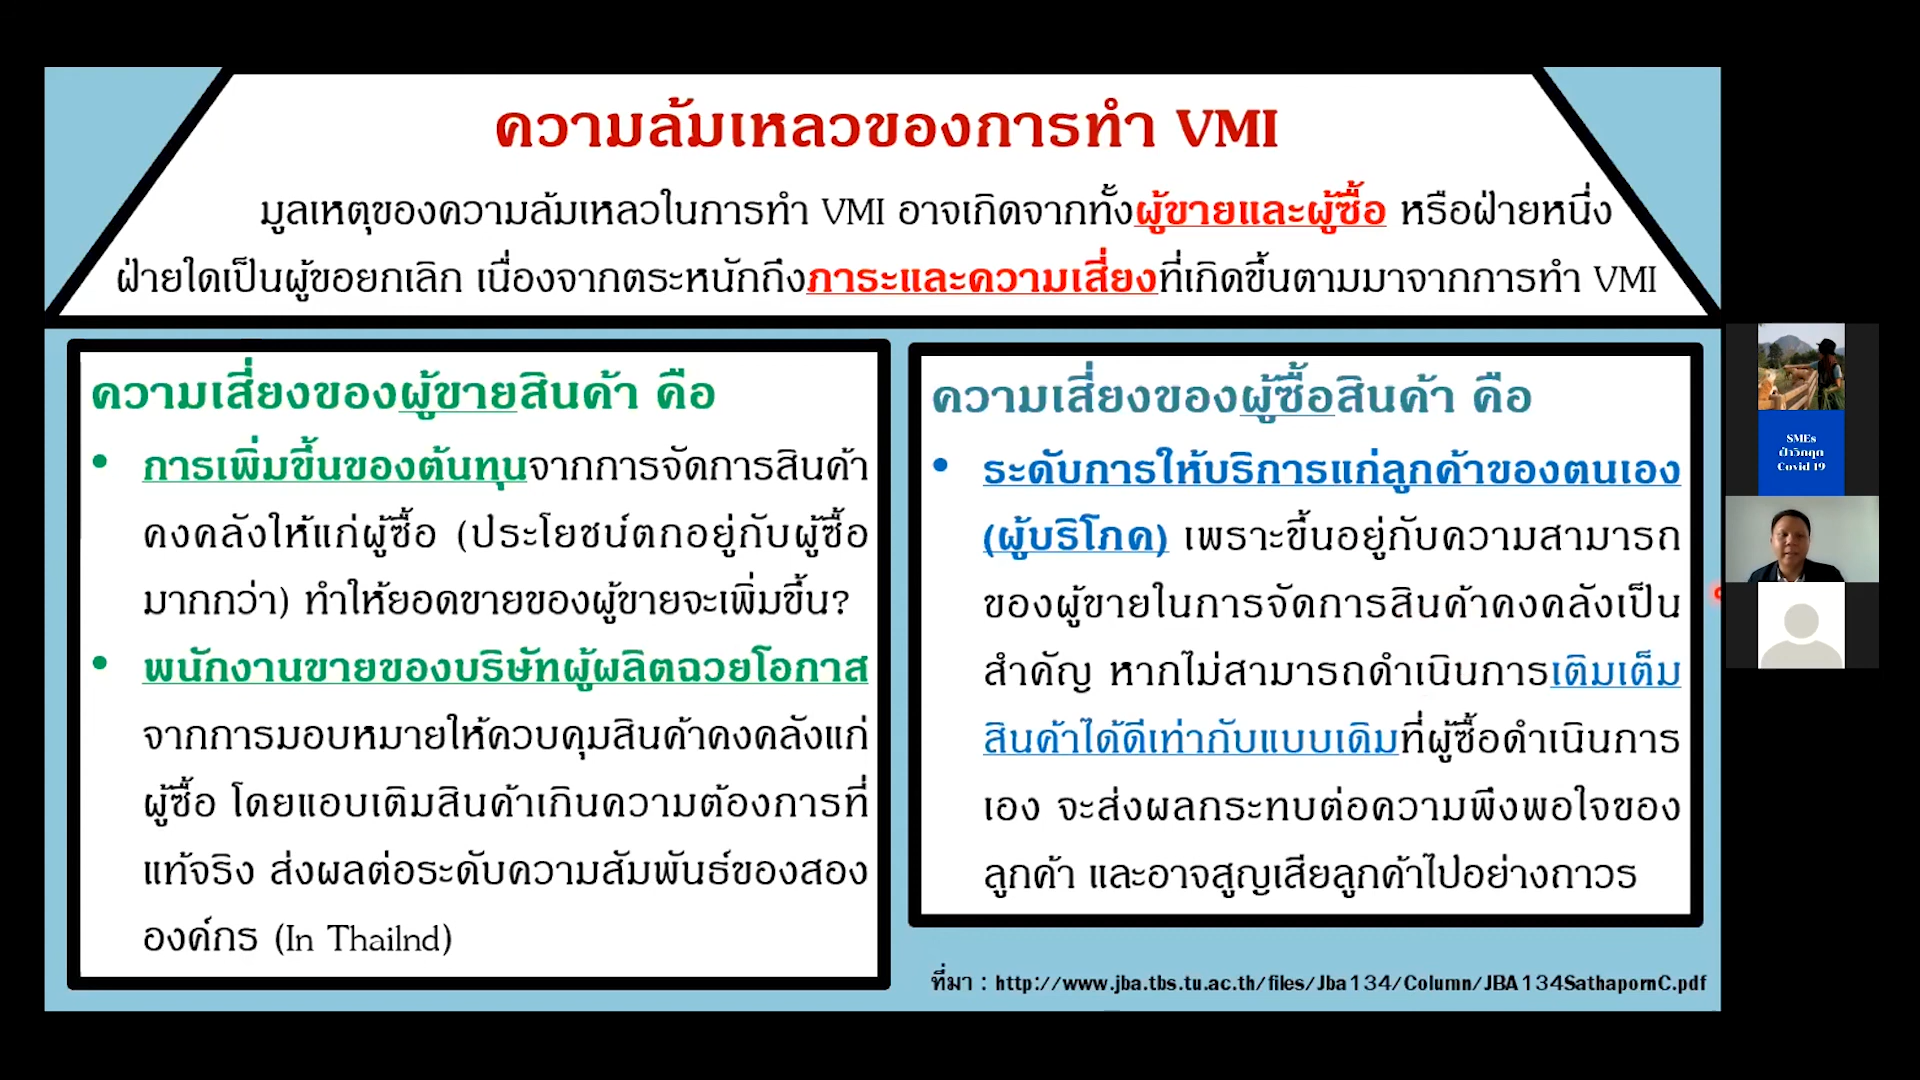 ความล้มเหลวของการทำ VMI
มูลเหตุของความล้มเหลวในการทำ VMI อาจเกิดจากทั้งผู้ขายและผู้ซื้อ หรือฝ่ายหนึ่ง
ฝ่ายใดเป็นผู้ขอยกเลิก เนื่องจากตระหนักถึงภาระและความเสี่ยงที่เกิดขึ้นตามมาจากการทำ VMI
ความเสี่ยงของผู้ขายสินค้า คือ
• การเพิ่มขึ้นของต้นทุนจากการจัดการสินค้า
คงคลังให้แก่ผู้ซื้อ (ประโยชน์ตกอยู่กับผู้ซื้อ
มากกว่า) ทำให้ยอดขายของผู้ขายจะเพิ่มขึ้น?
• พนักงานขายของบริษัทผู้ผลิตฉวยโอกาส
จากการมอบหมายให้ควบคุมสินค้าคงคลังแก่
ผู้ซื้อ โดยแอบเติมสินค้าเกินความต้องการที่
แท้จริง ส่งผลต่อระดับความสัมพันธ์ของสอง
องค์กร (In Thailnd)
ความเสี่ยงของผู้ซื้อสินค้า คือ
• ระดับการให้บริการแก่ลูกค้าของตนเอง
(ผู้บริโภค) เพราะขึ้นอยู่กับความสามารถ
ของผู้ขายในการจัดการสินค้าคงคลังเป็น
สำคัญ หากไม่สามารถดำเนินการเติมเต็ม
สินค้าได้ดีเท่ากับแบบเดิมที่ผู้ซื้อดำเนินการ
เอง จะส่งผลกระทบต่อความพึงพอใจของ
ลูกค้า และอาจสูญเสียลูกค้าไปอย่างถาวร
ที่มา : http://www.jba.tbs.tu.ac.th/files/Jba134/Column/JBA134SathapornC.pdf
SMEs
ฝ่าวิกฤต
Covid 19